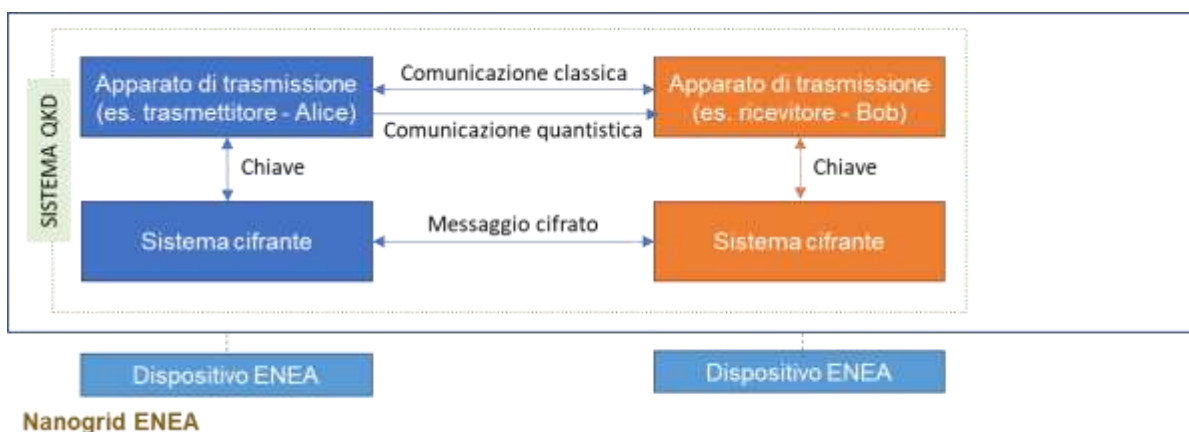 SISTEMA QKD
Apparato di trasmissione
(es. trasmettitore - Alice)
Comunicazione classica
Comunicazione quantistica
Apparato di trasmissione
(es. ricevitore - Bob)
Chiave
Chiave
Sistema cifrante
Messaggio cifrato
Sistema cifrante
Dispositivo ENEA
Dispositivo ENEA
Nanogrid ENEA